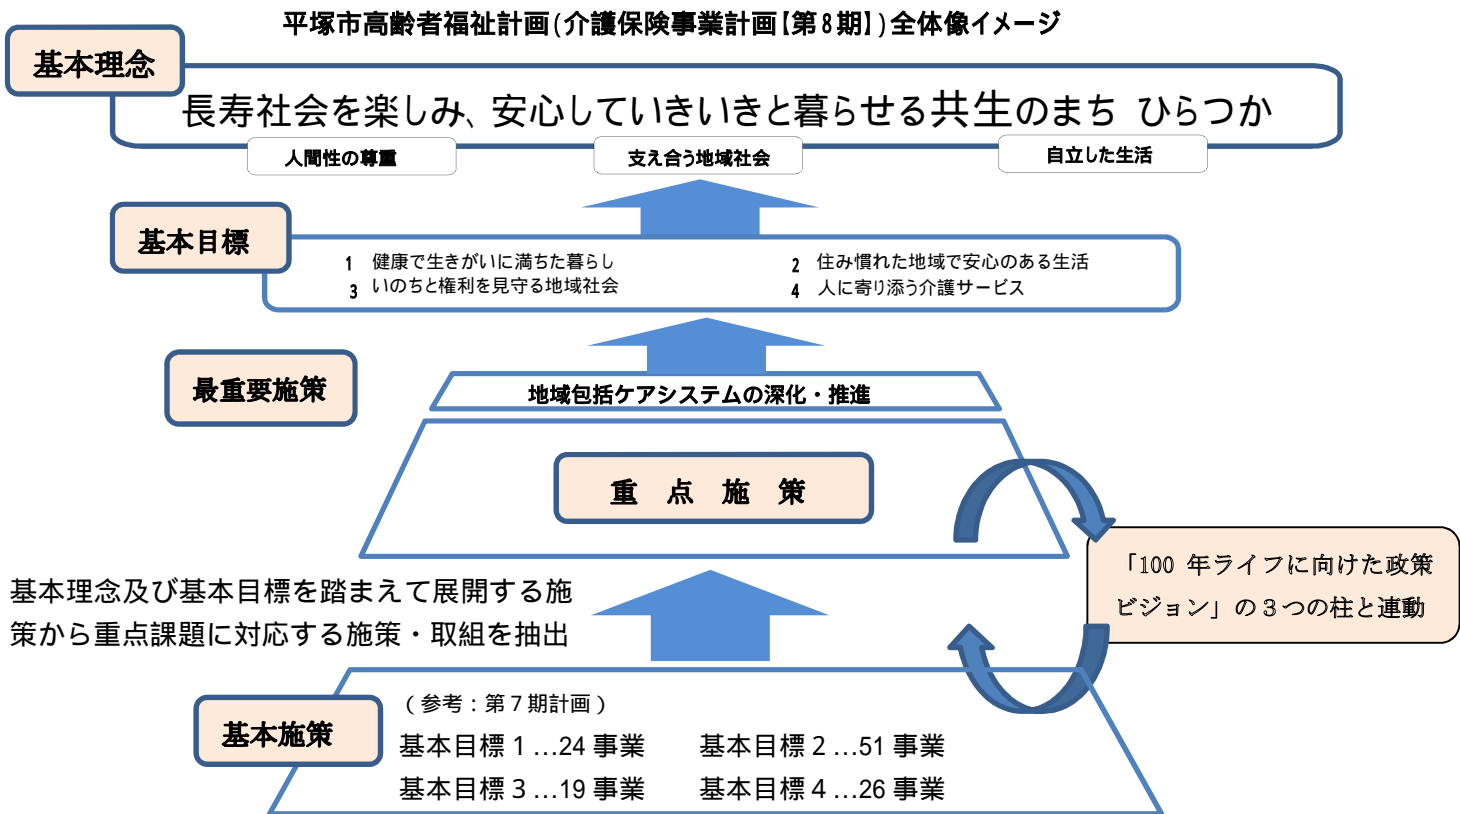 平塚市高齢者福祉計画(介護保険事業計画【第8期】)全体像イメージ
基本理念
長寿社会を楽しみ、安心していきいきと暮らせる共生のまち ひらつか
人間性の尊重
支え合う地域社会
自立した生活
基本目標
1 健康で生きがいに満ちた暮らし
2 住み慣れた地域で安心のある生活
3 いのちと権利を見守る地域社会
4 人に寄り添う介護サービス
最重要施策
地域包括ケアシステムの深化・推進
重 点 施 策
「100 年ライフに向けた政策
ビジョン」の３つの柱と連動
基本理念及び基本目標を踏まえて展開する施
策から重点課題に対応する施策・取組を抽出
基本施策
(参考：第７期計画)
基本目標１…24 事業 基本目標２…51 事業
基本目標３…19 事業 基本目標４…26 事業